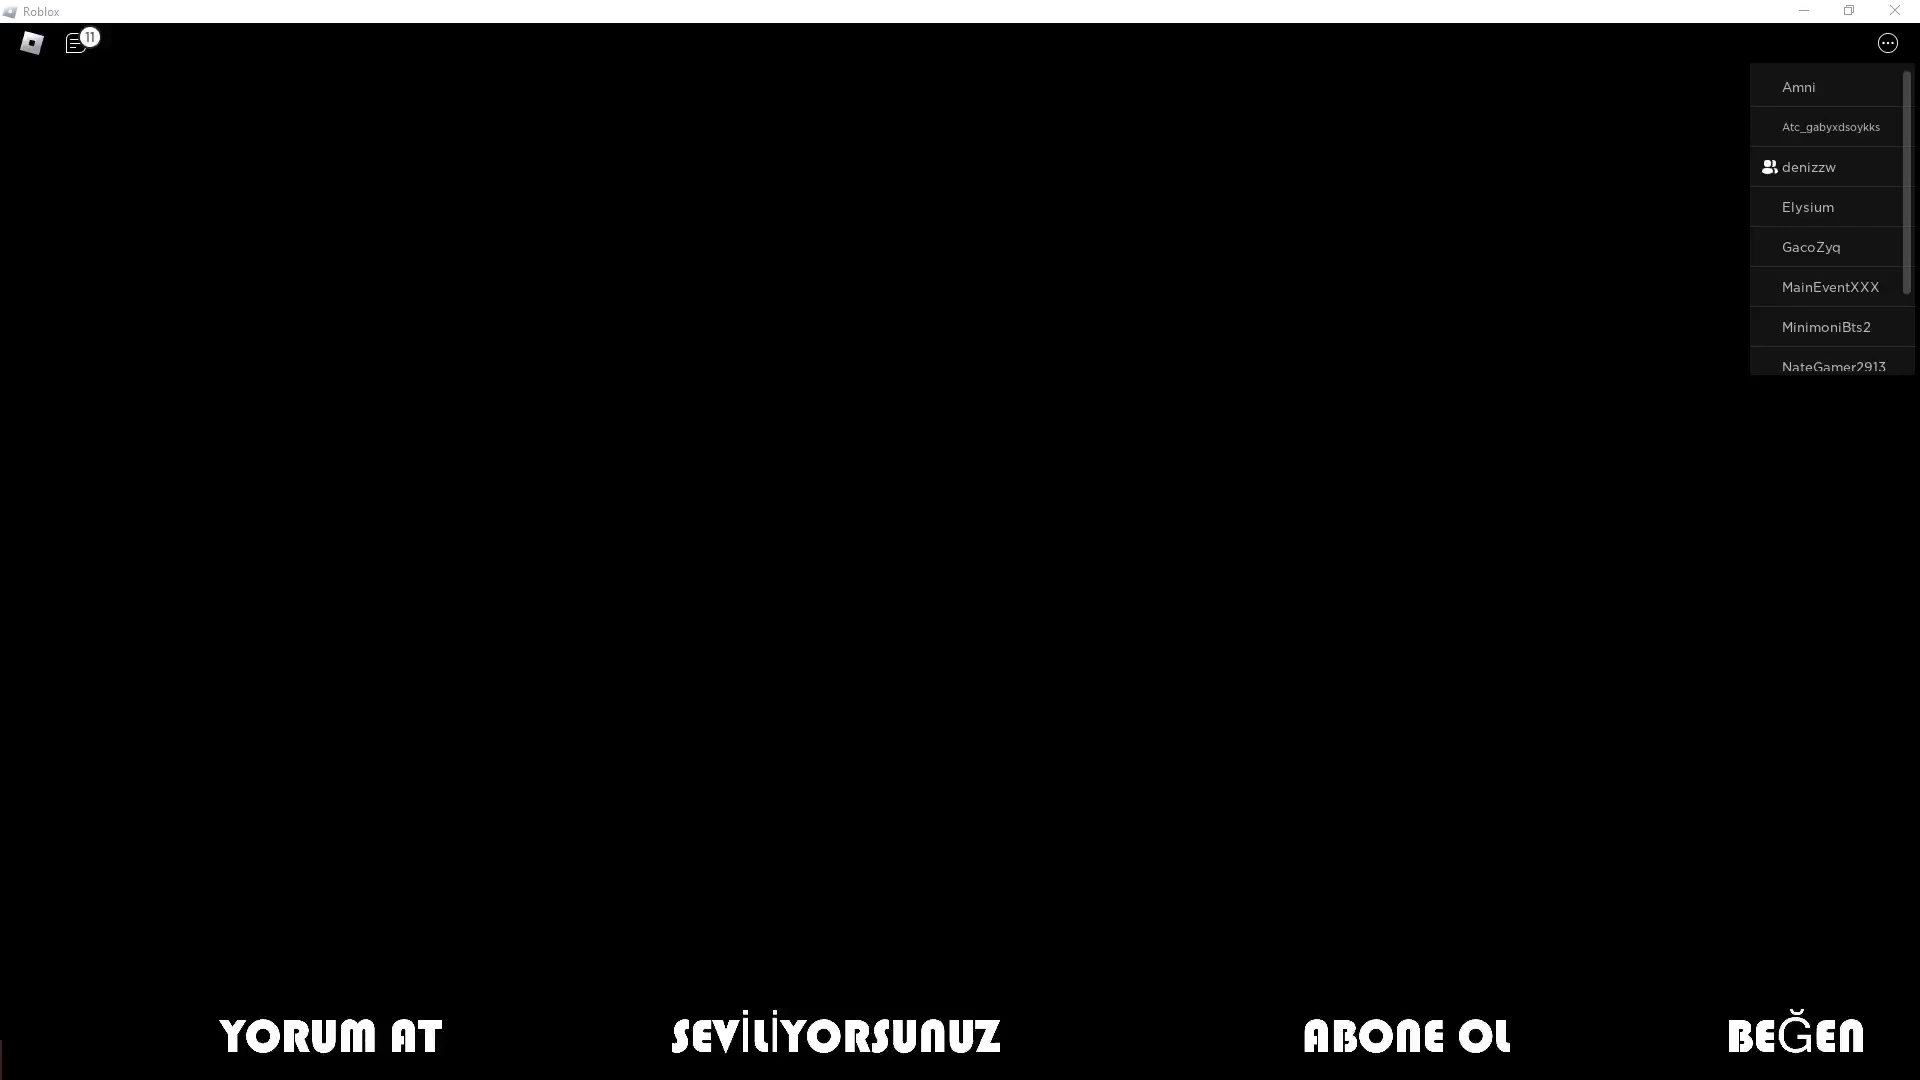 Roblox
11
Amni
Atc_gabyxdsoykks
denizzw
Elysium
GacoZyq
MainEventXXX
MinimoniBts2
NateGamer2913
YORUM AT SEVİLİYORSUNUZ ABONE OL BEĞEN